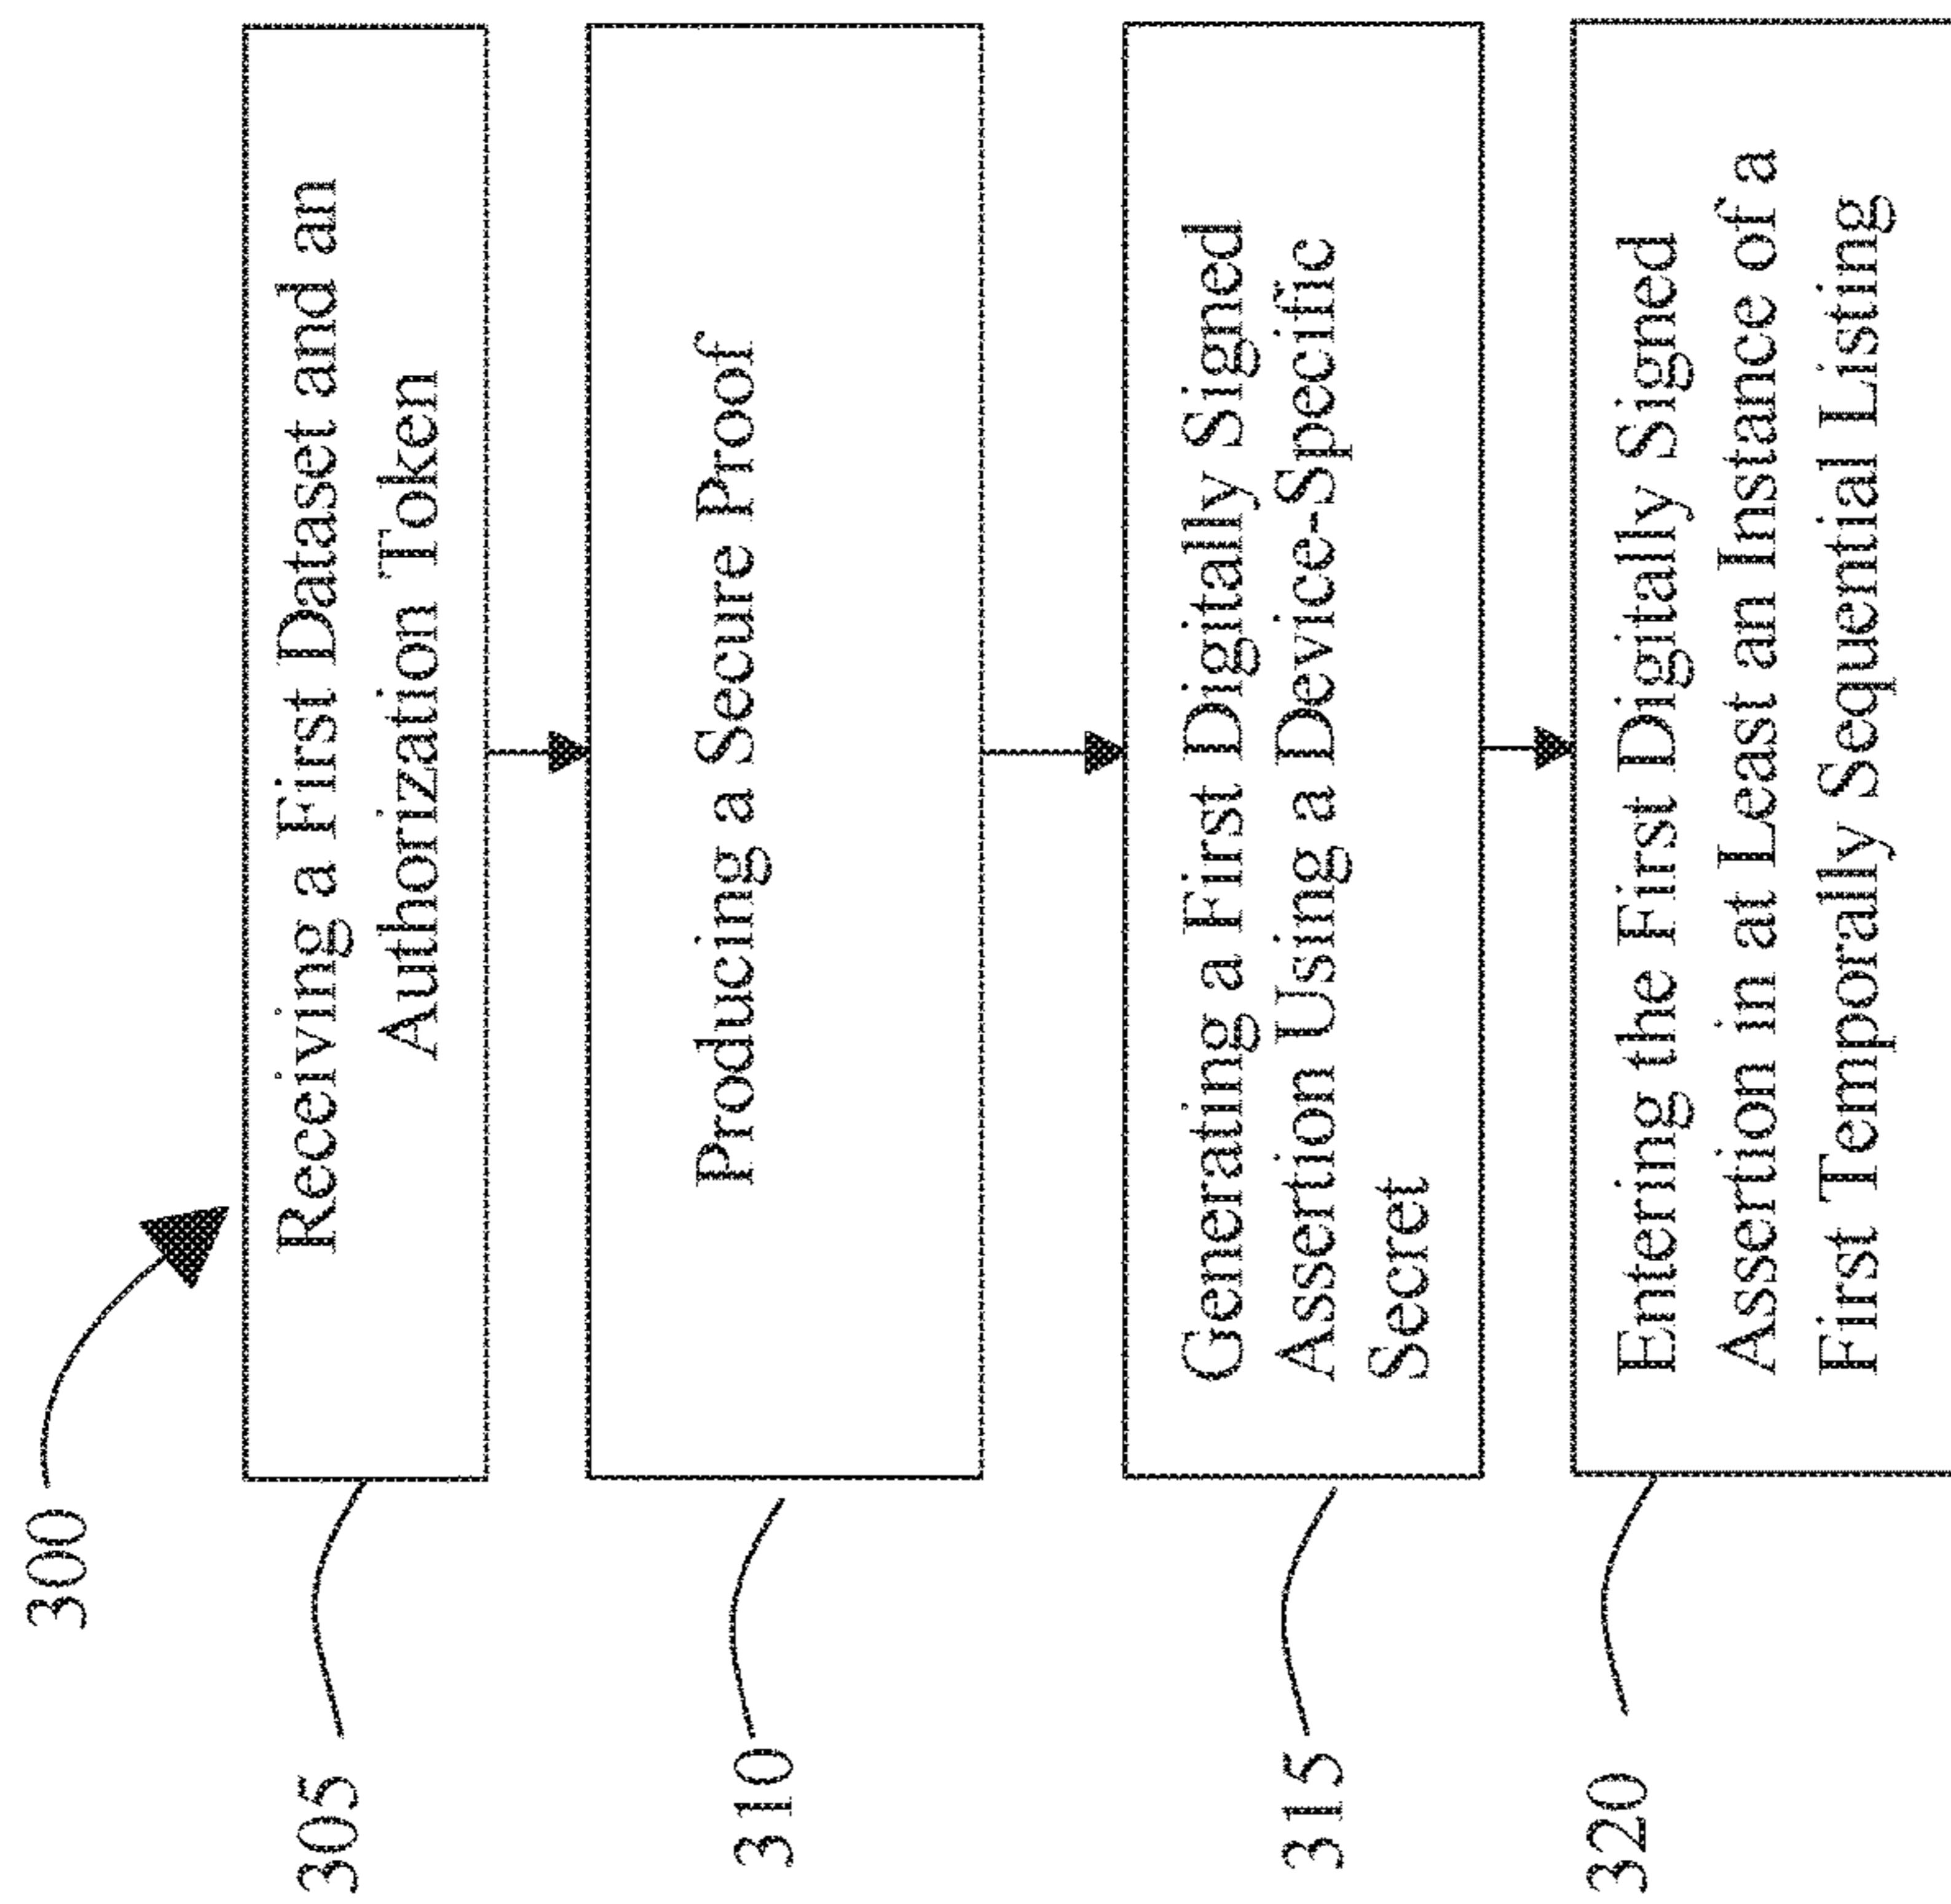 300
305
Receiving a First Dataset and an
Authorization Token
310
Producing a Secure Proof
315
Generating a First Digitally Signed
Assertion Using a Device-Specific
Secret
320
Entering the First Digitally Signed
Assertion in at Least an Instance of a
First Temporally Sequential Listing